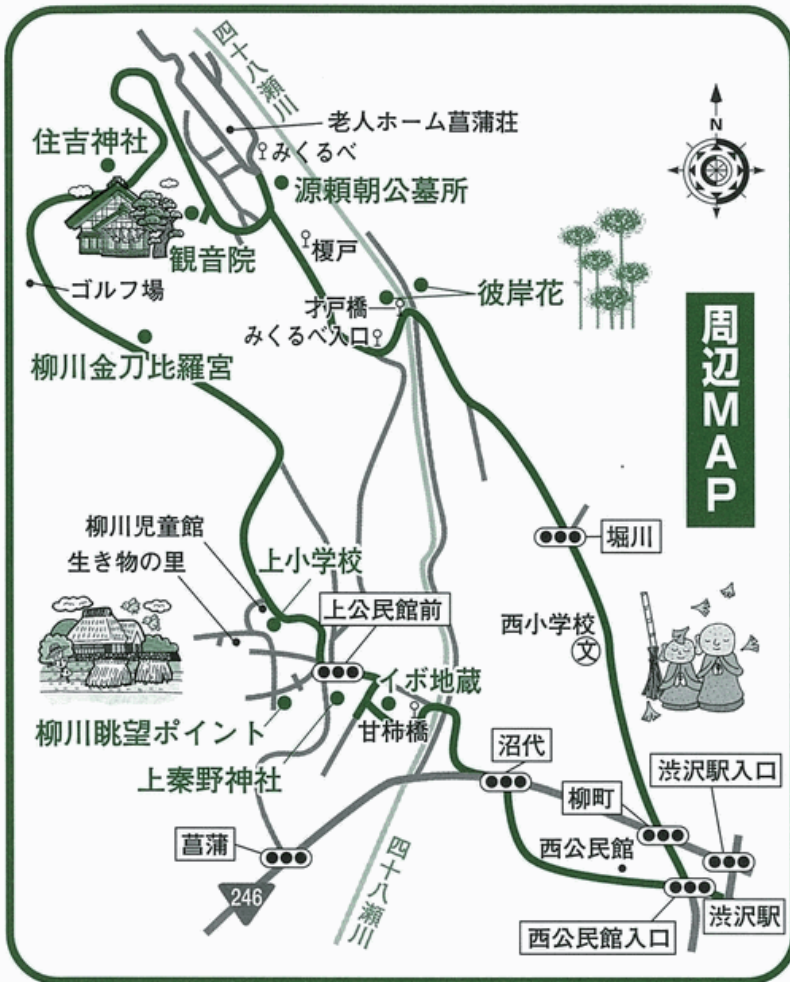 四十八瀬川
老人ホーム菖蒲荘
みくるべ
住吉神社
源頼朝公墓所
N
観音院
榎戸
ゴルフ場
彼岸花
才戸橋
みくるべ入口
柳川金刀比羅宮
周辺MAP
堀川
柳川児童館
生き物の里
上小学校
上公民館前
西小学校
文
イボ地蔵
柳川眺望ポイント
甘柿橋
上秦野神社
沼代
渋沢駅入口
柳町
菖蒲
西公民館
246
四十八瀬川
渋沢駅
西公民館入口